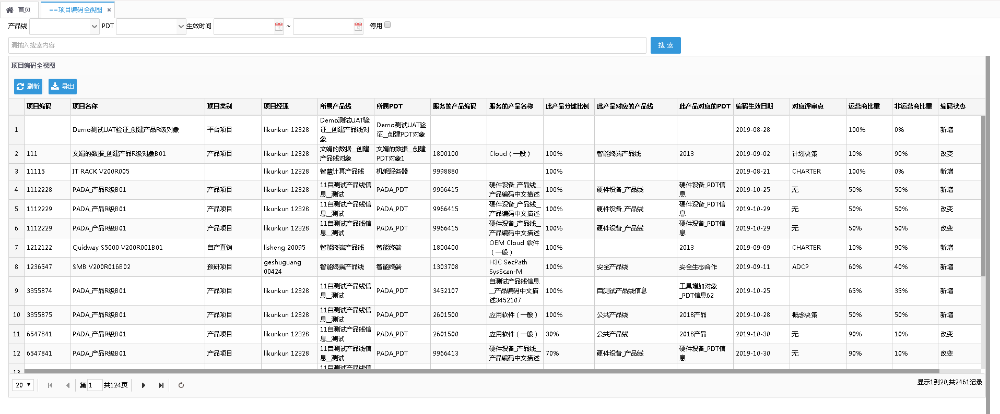 首页 ==项目编码全视图 ×
产品线 PDT 生效时间 ~ 停用
请输入搜索内容 搜 索
项目编码全视图
刷新 导出
项目编码 项目名称 项目类别 项目经理 所属产品线 所属PDT 服务的产品编码 服务的产品名称 此产品分摊比例 此产品对应的产品线 此产品对应的PDT 编码生效日期 对应评审点 运营商比重 非运营商比重 编码状态
1 Demo测试UAT验证_创建产品R级对象 平台项目 likunkun 12328 Demo测试UAT验证__创建产品线对象 Demo测试UAT验证__创建PDT对象 2019-08-28 100% 0% 新增
2 111 文娟的数据_创建产品R级对象B01 产品项目 likunkun 12328 文娟的数据__创建产品线对象 文娟的数据__创建PDT对象1 1800100 Cloud（一般） 100% 智能终端产品线 2013 2019-09-02 计划决策 10% 90% 改变
3 11115 IT RACK V200R005 likunkun 12328 智慧计算产品线 机架服务器 9998880 100% 2019-08-21 CHARTER 100% 0% 新增
4 1112228 PADA_产品R级B01 产品项目 likunkun 12328 11自测试产品线信息__测试 PADA_PDT 9966415 硬件设备_产品线__产品编码中文描述 100% 硬件设备_产品线 硬件设备_PDT信息 2019-10-25 无 50% 50% 新增
5 1112229 PADA_产品R级B01 产品项目 likunkun 12328 11自测试产品线信息__测试 PADA_PDT 9966415 硬件设备_产品线__产品编码中文描述 100% 硬件设备_产品线 硬件设备_PDT信息 2019-10-29 无 50% 50% 改变
6 1112229 PADA_产品R级B01 产品项目 likunkun 12328 11自测试产品线信息__测试 PADA_PDT 9966415 硬件设备_产品线__产品编码中文描述 100% 硬件设备_产品线 硬件设备_PDT信息 2019-10-29 无 50% 50% 改变
7 1212122 Quidway S5000 V200R001B01 自产直销 lisheng 20095 智能终端产品线 智能终端 1800400 OEM Cloud 软件（一般） 100% 2013 2019-09-09 CHARTER 10% 90% 新增
8 1236547 SMB V200R016B02 预研项目 geshuguang 00424 智能终端产品线 智能终端 1303708 H3C SecPath SysScan-M 100% 安全产品线 安全生态合作 2019-09-11 ADCP 60% 40% 新增
9 3355874 PADA_产品R级B01 产品项目 likunkun 12328 11自测试产品线信息__测试 PADA_PDT 3452107 自测试产品线信息__产品编码中文描述3452107 100% 自测试产品线信息 工具增加对象_PDT信息62 2019-10-25 65% 35% 新增
10 3355875 PADA_产品R级B01 产品项目 likunkun 12328 11自测试产品线信息__测试 PADA_PDT 2601500 应用软件（一般） 100% 公共产品线 2018产品 2019-10-28 概念决策 50% 50% 新增
11 6547841 PADA_产品R级B01 产品项目 likunkun 12328 11自测试产品线信息__测试 PADA_PDT 2601500 应用软件（一般） 30% 公共产品线 2018产品 2019-10-30 无 90% 10% 改变
12 6547841 PADA_产品R级B01 产品项目 likunkun 12328 11自测试产品线信息__测试 PADA_PDT 9966413 硬件设备_产品线__产品编码中文描述 70% 硬件设备_产品线 硬件设备_PDT信息 2019-10-30 无 90% 10% 改变
13 11自测试产品线信
20 第 1 共124页 显示1到20,共2461记录